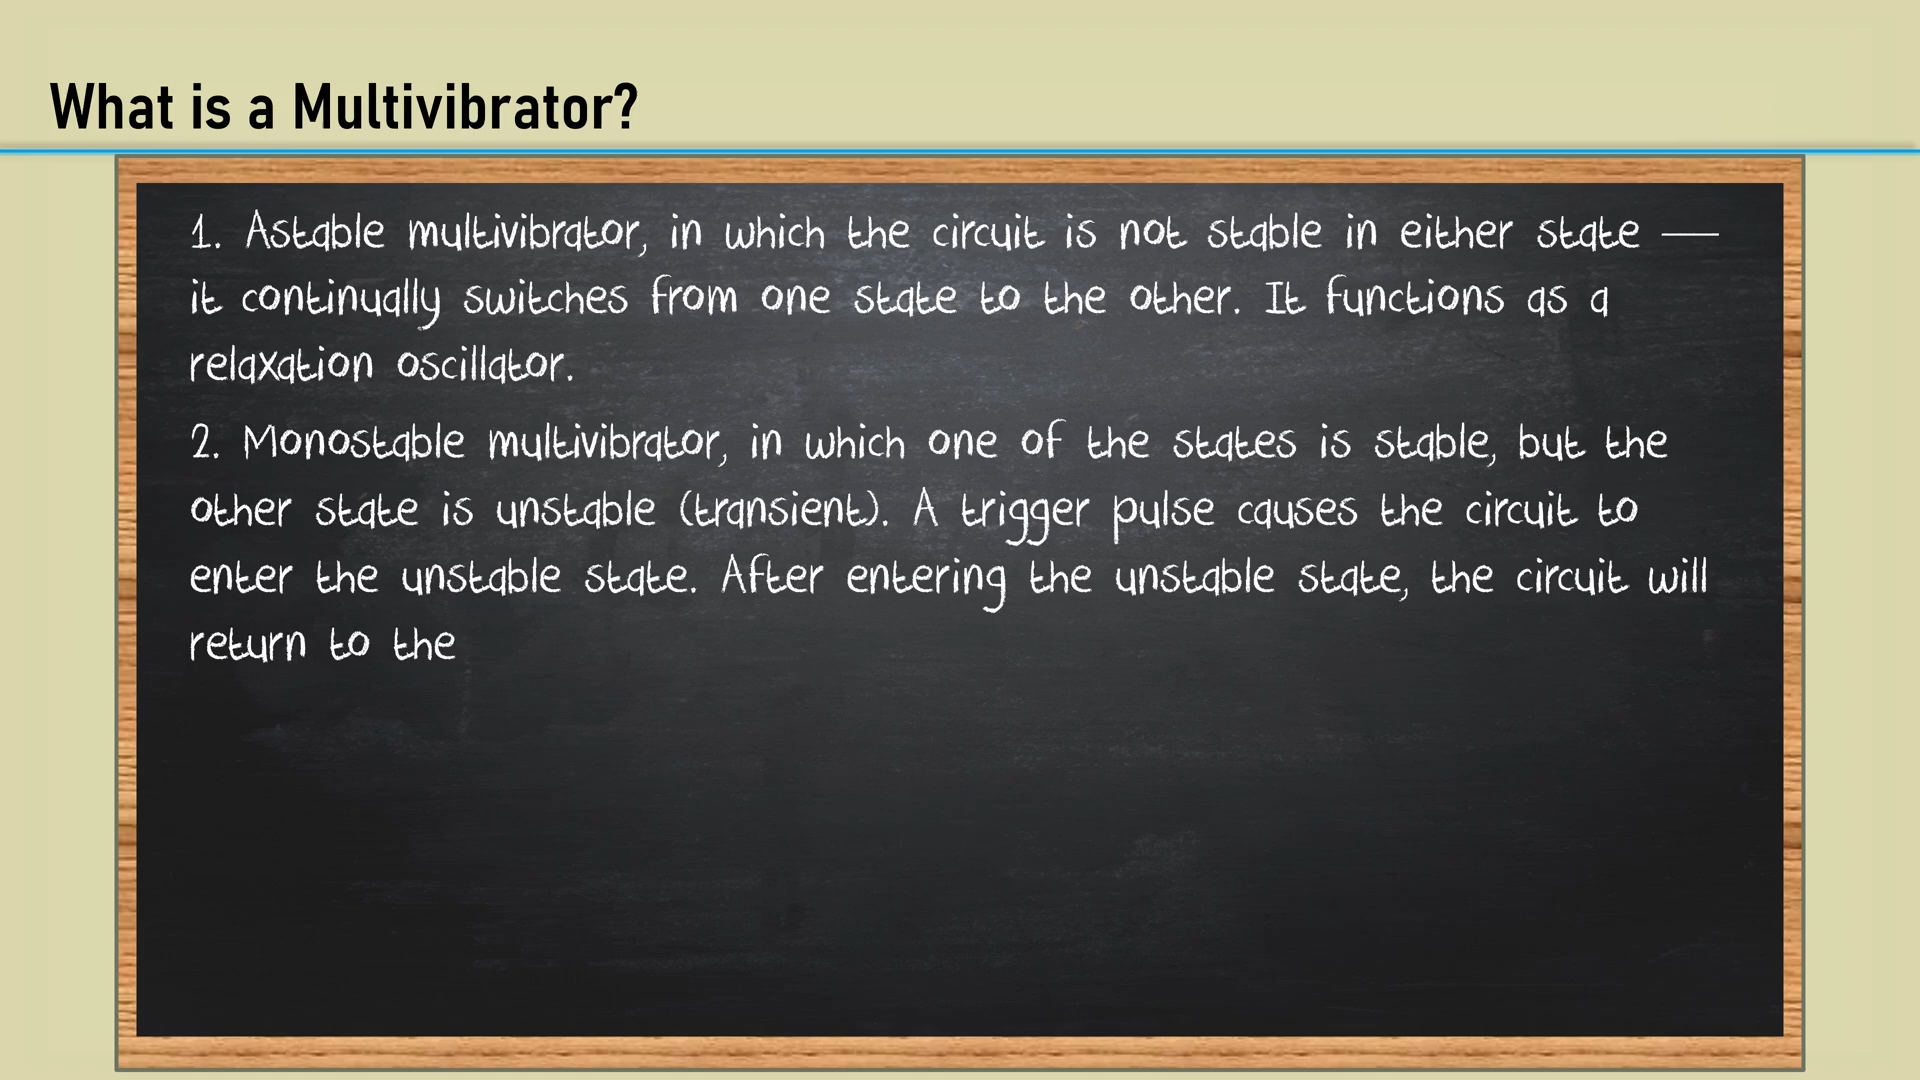 What is a Multivibrator?
1. Astable multivibrator, in which the circuit is not stable in either state —
it continually switches from one state to the other. It functions as a
relaxation oscillator.
2. Monostable multivibrator, in which one of the states is stable, but the
other state is unstable (transient). A trigger pulse causes the circuit to
enter the unstable state. After entering the unstable state, the circuit will
return to the